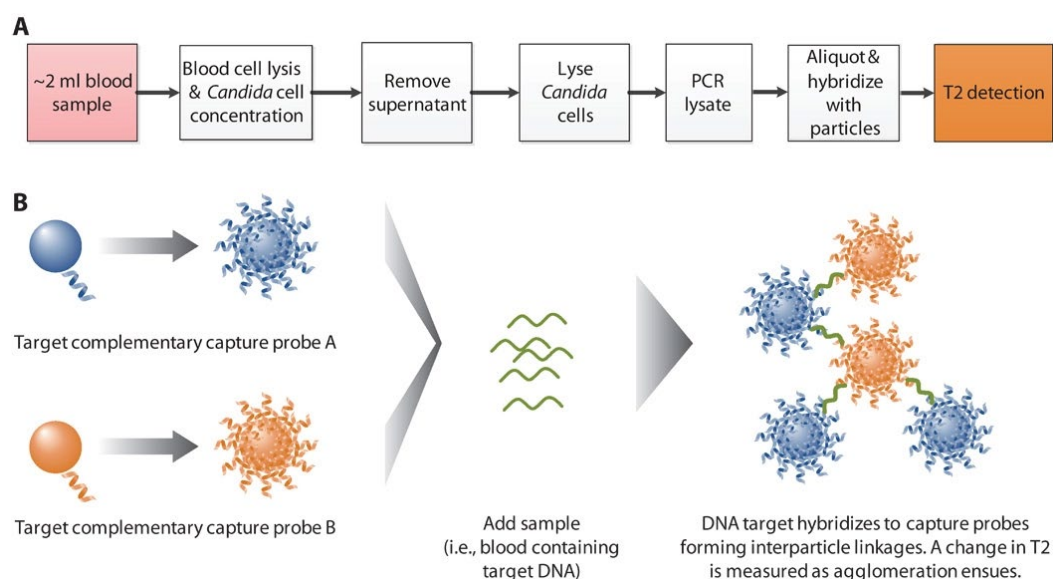 A
~2 ml blood
sample
Blood cell lysis
& Candida cell
concentration
Remove
supernatant
Lyse
Candida
cells
PCR
lysate
Aliquot &
hybridize
with
particles
T2 detection
B
Target complementary capture probe A
Target complementary capture probe B
Add sample
(i.e., blood containing
target DNA)
DNA target hybridizes to capture probes
forming interparticle linkages. A change in T2
is measured as agglomeration ensues.